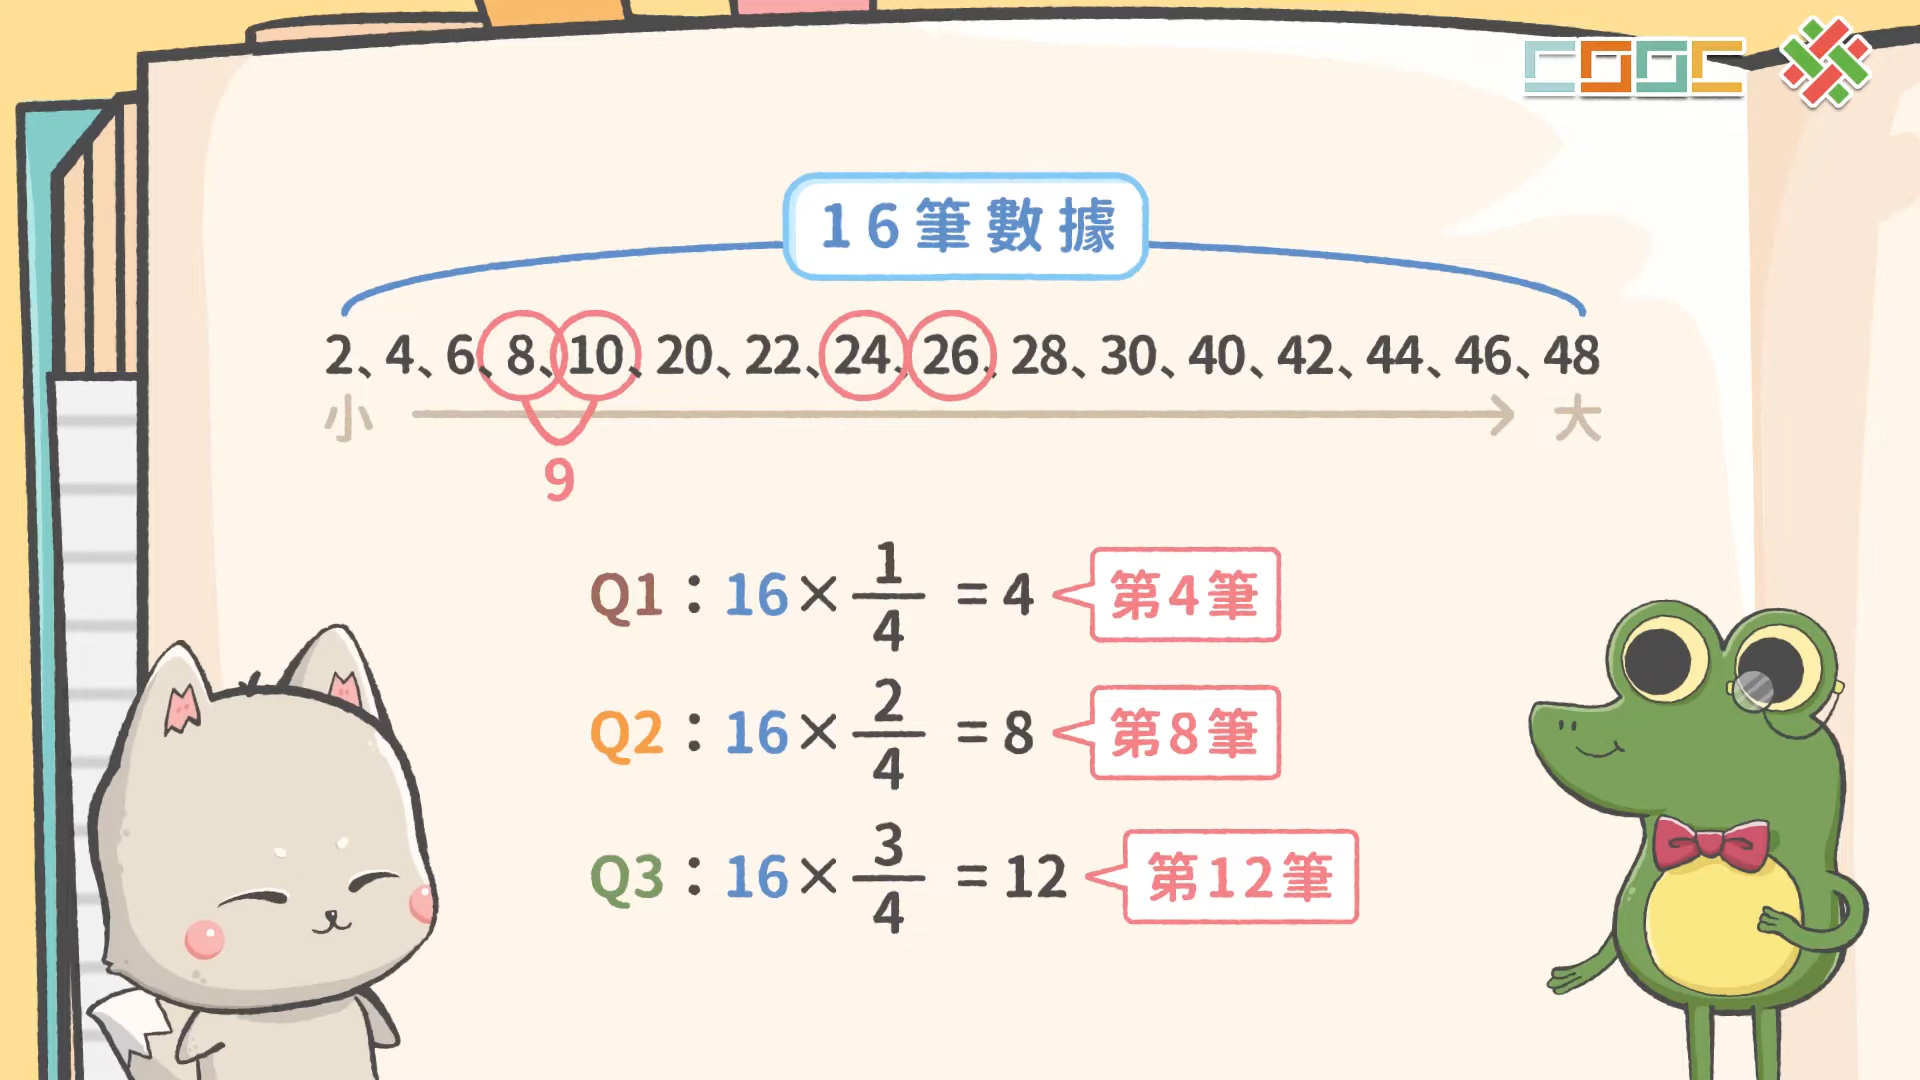 COOC
16筆數據
2、4、6、8、10、20、22、24、26、28、30、40、42、44、46、48
小 大
9
Q1：16×1/4 =4 第4筆
Q2：16×2/4 =8 第8筆
Q3：16×3/4 =12 第12筆